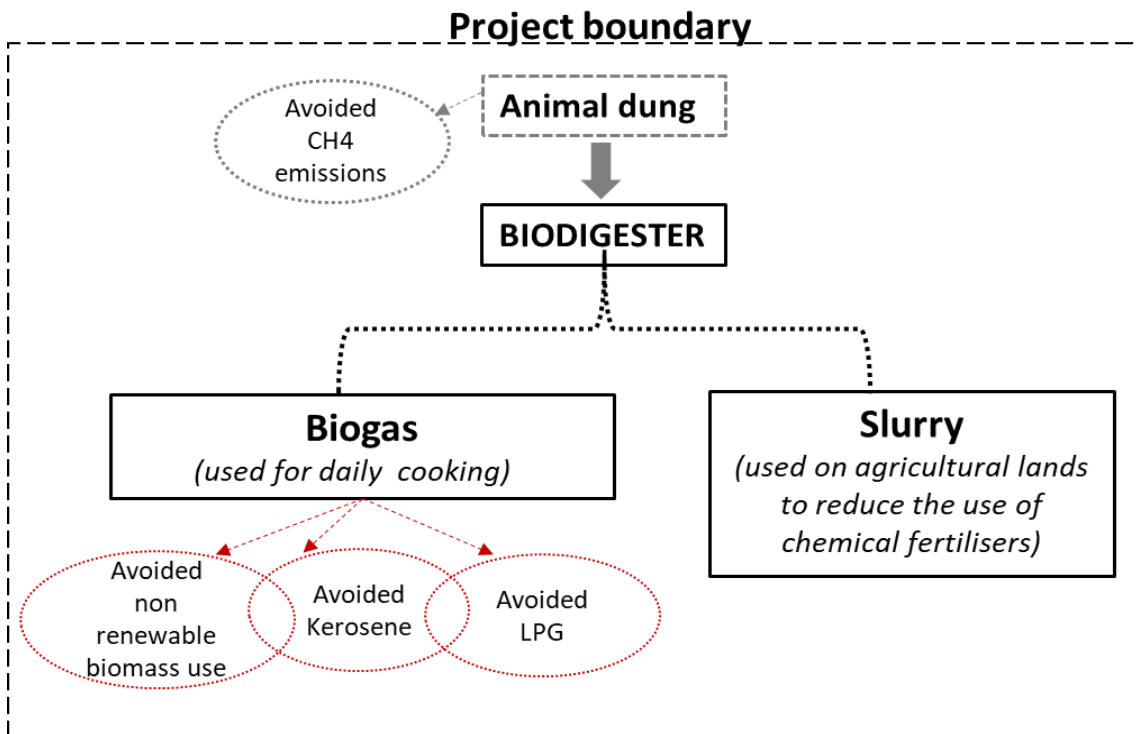 Project boundary
Avoided
CH4
emissions
Animal dung
BIODIGESTER
Biogas
(used for daily cooking)
Slurry
(used on agricultural lands
to reduce the use of
chemical fertilisers)
Avoided
non
renewable
biomass use
Avoided
Kerosene
Avoided
LPG